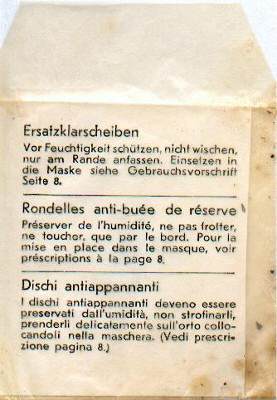 Ersatzklarscheiben
Vor Feuchtigkeit schützen, nicht wischen,
nur am Rande anfassen. Einsetzen in
die Maske siehe Gebrauchsvorschrift
Seite 8.
Rondelles anti-buée de réserve
Préserver de l'humidité, ne pas frotter,
ne toucher, que par le bord. Pour la
mise en place dans le masque, voir
préscriptions à la page 8.
Dischi antiappannanti
I dischi antiappannanti deveno essere
preservati dall'umidità, non strofinarli,
prenderli delicatamente sull'orto collo-
candoli nella maschera. (Vedi prescri-
zione pagina 8.)